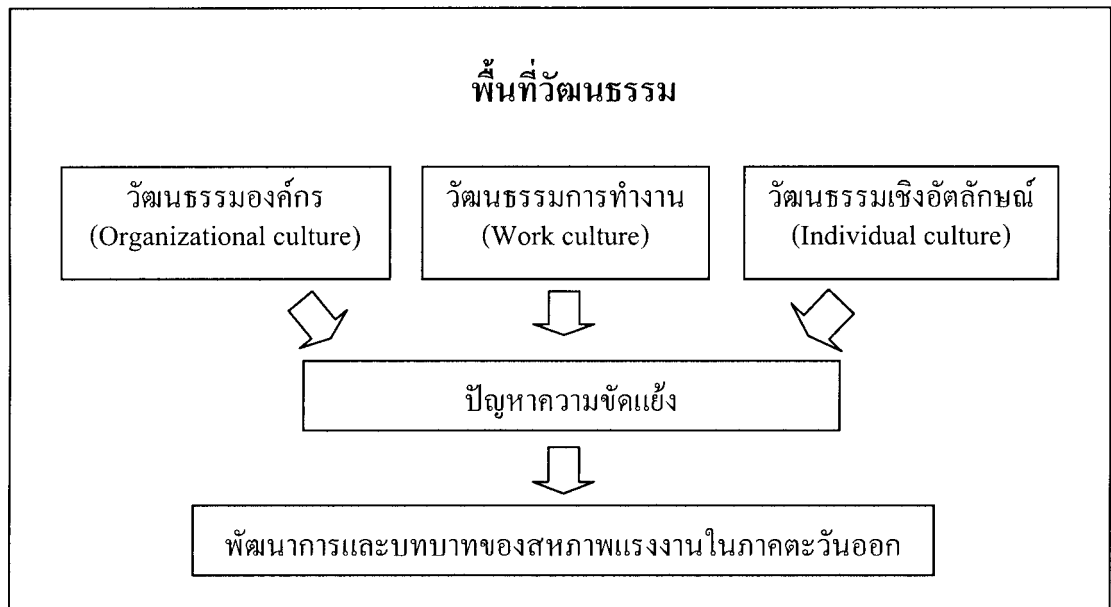 พื้นที่วัฒนธรรม
วัฒนธรรมองค์กร
(Organizational culture)
วัฒนธรรมการทำงาน
(Work culture)
วัฒนธรรมเชิงอัตลักษณ์
(Individual culture)
ปัญหาความขัดแย้ง
พัฒนาการและบทบาทของสหภาพแรงงานในภาคตะวันออก